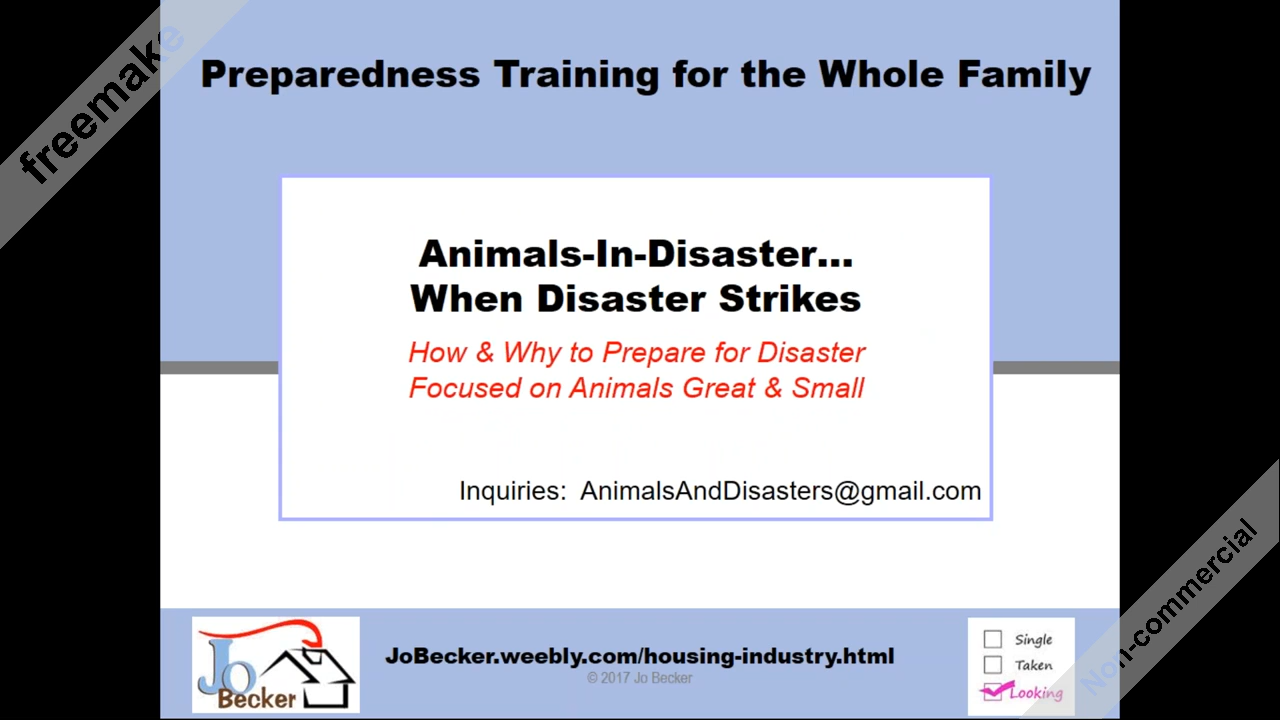 freemake
Preparedness Training for the Whole Family
Animals-In-Disaster...
When Disaster Strikes
How & Why to Prepare for Disaster
Focused on Animals Great & Small
Inquiries: AnimalsAndDisasters@gmail.com
Jo
Becker
JoBecker.weebly.com/housing-industry.html
© 2017 Jo Becker
Single
Taken
Looking
Non-commercial